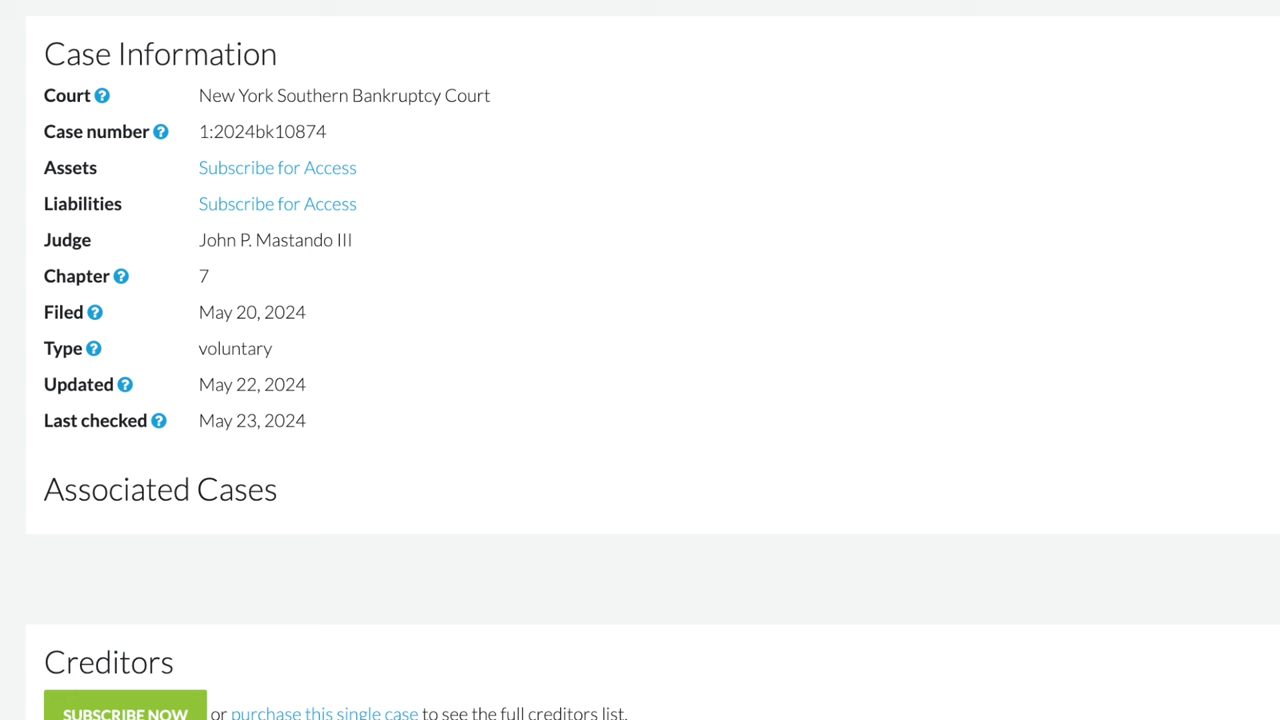 Case Information
Court ? New York Southern Bankruptcy Court
Case number ? 1:2024bk10874
Assets Subscribe for Access
Liabilities Subscribe for Access
Judge John P. Mastando III
Chapter ? 7
Filed ? May 20, 2024
Type ? voluntary
Updated ? May 22, 2024
Last checked ? May 23, 2024
Associated Cases
Creditors
SUBSCRIBE NOW or purchase this single case to see the full creditors list.